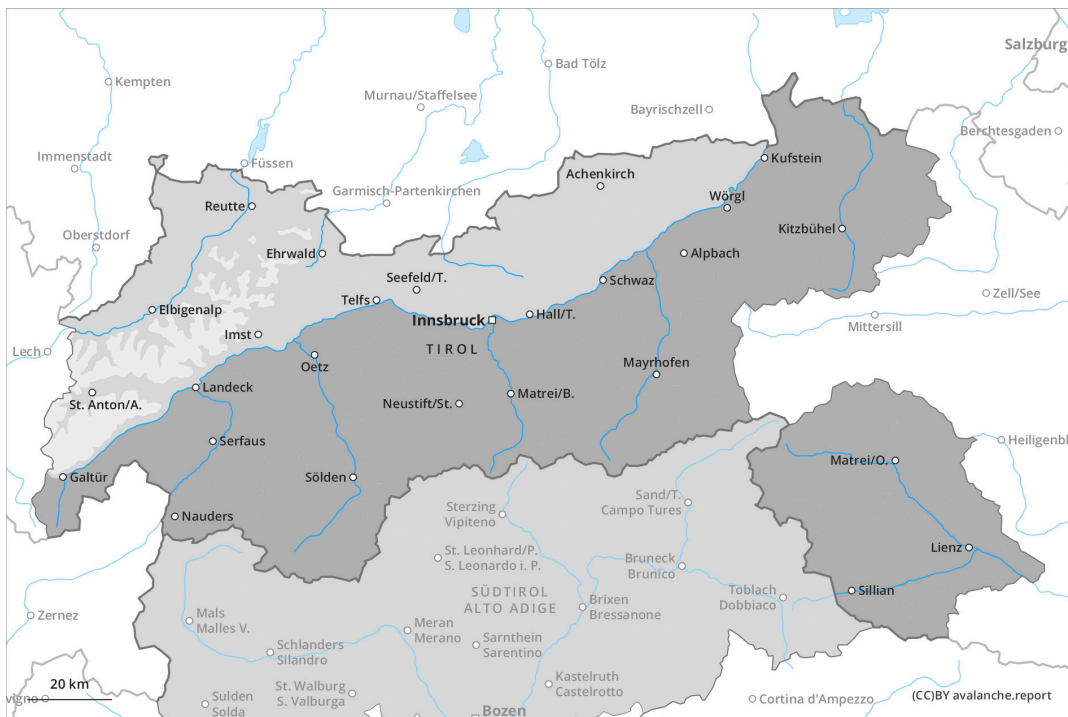 Salzburg
Bad Tölz
Kempten
Murnau/Staffelsee
Bayrischzell
Berchtesgaden
Immenstadt
Füssen
Kufstein
Achenkirch
Garmisch-Partenkirchen
Reutte
Wörgl
Kitzbühel
Oberstdorf
Ehrwald
Alpbach
Seefeld/T.
Schwaz
Zell/See
Telfs
Elbigenalp
Innsbruck
Hall/T.
Mittersill
Imst
TIROL
Lech
Oetz
Mayrhofen
Landeck
Matrei/B.
St. Anton/A.
Neustift/St.
Serfaus
Heiligenbl
Matrei/O.
Galtür
Sölden
Sand/T.
Campo Tures
Sterzing
Vipiteno
Nauders
Lienz
St. Leonhard/P.
S. Leonardo i. P.
Bruneck
Brunico
SÜDTIROL
ALTO ADIGE
Sillian
Toblach
Dobbiaco
Brixen
Bressanone
Zernez
Mals
Malles V.
Meran
Merano
Sarnthein
Sarentino
Schlanders
Silandro
Kastelruth
Castelrotto
20 km
vigno
St. Walburg
S. Valburga
Sulden
Solda
Cortina d'Ampezzo
(CC)BY avalanche.report
Bozen